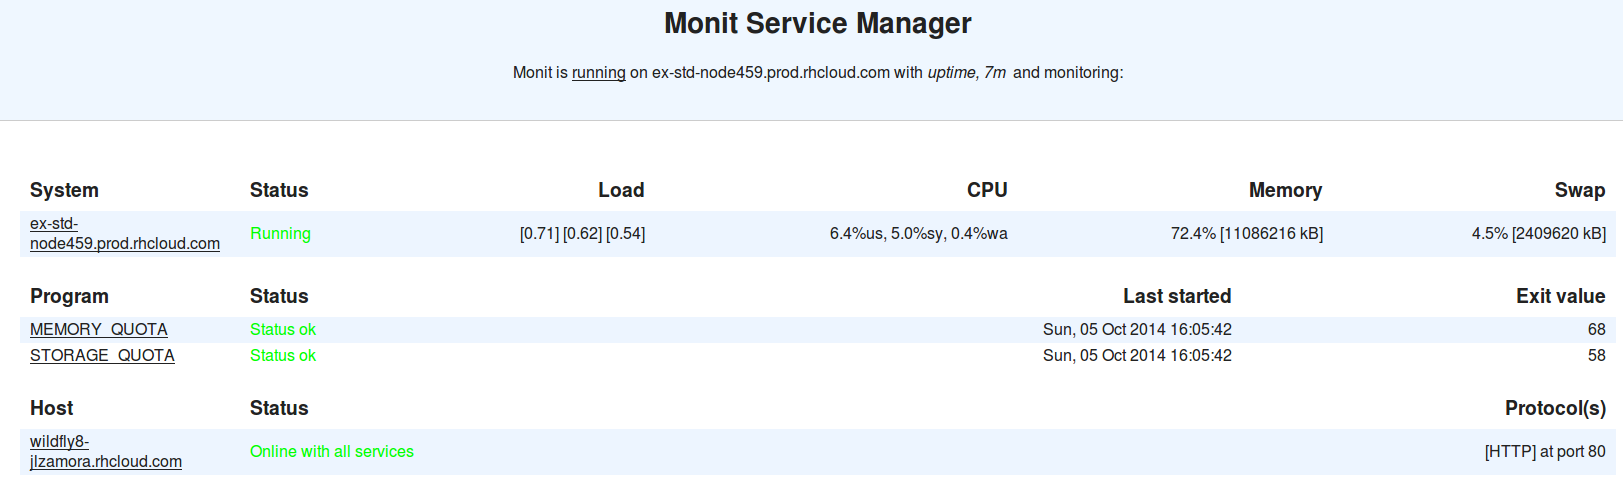 Monit Service Manager
Monit is running on ex-std-node459.prod.rhcloud.com with uptime, 7m and monitoring:
System Status Load CPU Memory Swap
ex-std-
node459.prod.rhcloud.com Running [0.71] [0.62] [0.54] 6.4%us, 5.0%sy, 0.4%wa 72.4% [11086216 kB] 4.5% [2409620 kB]
Program Status Last started Exit value
MEMORY_QUOTA Status ok Sun, 05 Oct 2014 16:05:42 68
STORAGE_QUOTA Status ok Sun, 05 Oct 2014 16:05:42 58
Host Status Protocol(s)
wildfly8-
jlzamora.rhcloud.com Online with all services [HTTP] at port 80